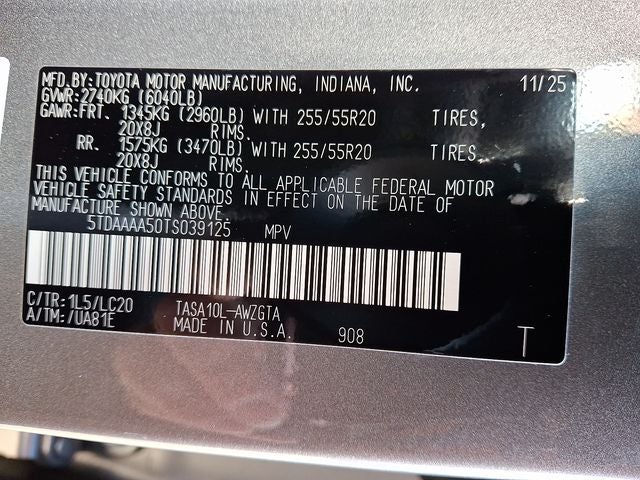 MFD.BY:TOYOTA MOTOR MANUFACTURING, INDIANA, INC. 11/25
GVWR:2740KG (6040LB)
GAWR:FRT. 1345KG (2960LB) WITH 255/55R20 TIRES,
20X8J RIMS.
RR. 1575KG (3470LB) WITH 255/55R20 TIRES,
20X8J RIMS.
THIS VEHICLE CONFORMS TO ALL APPLICABLE FEDERAL MOTOR
VEHICLE SAFETY STANDARDS IN EFFECT ON THE DATE OF
MANUFACTURE SHOWN ABOVE.
5TDAAAA50TS039125 MPV
C/TR:1L5/LC20 TASA10L-AWZGTA
A/TM:/UA81E MADE IN U.S.A. 908
T